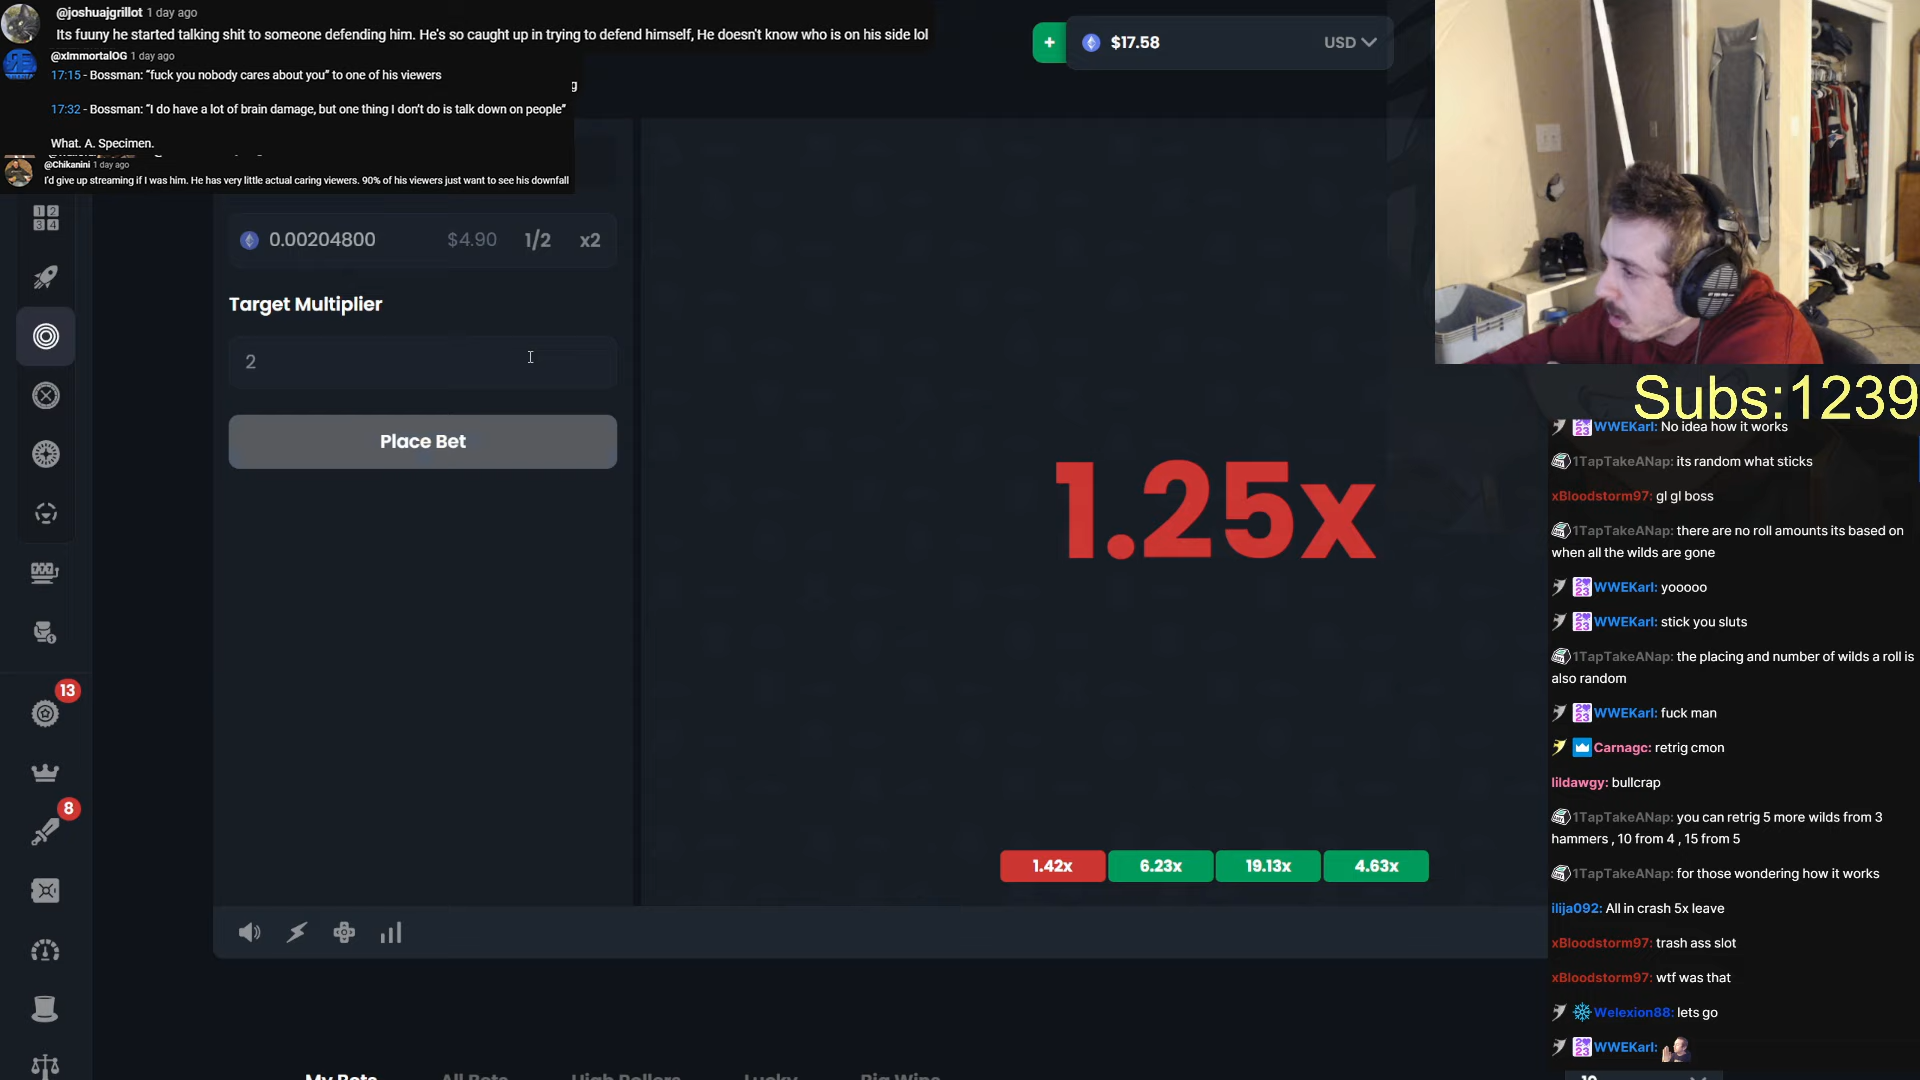 @joshuajgrillot 1 day ago
Its fuuny he started talking shit to someone defending him. He's so caught up in trying to defend himself, He doesn't know who is on his side lol
@xImmortalOG 1 day ago
17:15 - Bossman: “fuck you nobody cares about you” to one of his viewers
17:32 - Bossman: “I do have a lot of brain damage, but one thing I don’t do is talk down on people”
What. A. Specimen.
@Chikanini 1 day ago
I'd give up streaming if I was him. He has very little actual caring viewers. 90% of his viewers just want to see his downfall
+ $17.58 USD
0.00204800 $4.90 1/2 x2
Target Multiplier
2
Place Bet
1.25x
1.42x 6.23x 19.13x 4.63x
13
8
My Bets All Bets High Rollers Lucky Big Wins
Subs:1239
WWEKarl: No idea how it works
1TapTakeANap: its random what sticks
xBloodstorm97: gl gl boss
1TapTakeANap: there are no roll amounts its based on
when all the wilds are gone
WWEKarl: yooooo
WWEKarl: stick you sluts
1TapTakeANap: the placing and number of wilds a roll is
also random
WWEKarl: fuck man
Carnagc: retrig cmon
lildawgy: bullcrap
1TapTakeANap: you can retrig 5 more wilds from 3
hammers , 10 from 4 , 15 from 5
1TapTakeANap: for those wondering how it works
ilija092: All in crash 5x leave
xBloodstorm97: trash ass slot
xBloodstorm97: wtf was that
Welexion88: lets go
WWEKarl: